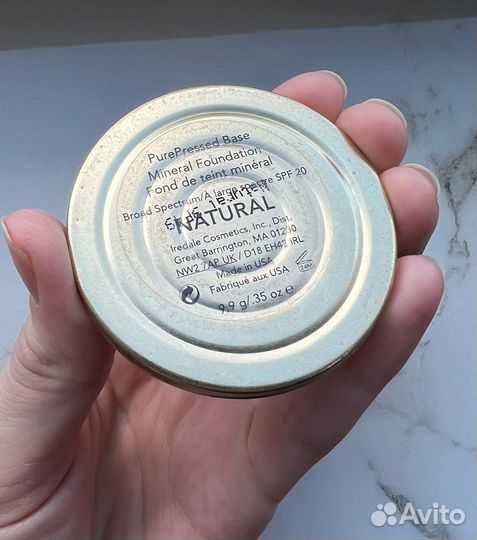 PurePressed Base
Mineral Foundation
Fond de teint minéral
Broad Spectrum/A large spectre SPF 20
NATURAL
Iredale Cosmetics, Inc., Dist.
Great Barrington, MA 01230
NW2 7AP UK / D18 EH42 IRL
Made in USA
Fabriqué aux USA
24M
9.9 g/.35 oz e
Avito